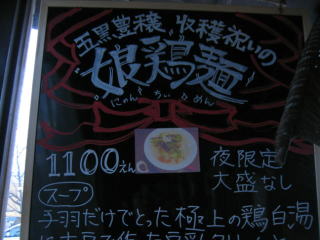 五黒豊穣 収穫祝いの
娘鶏麺
にゃんちーめん
1100えん
夜限定
大盛なし
スープ
手羽だけでとった極上の鶏白湯